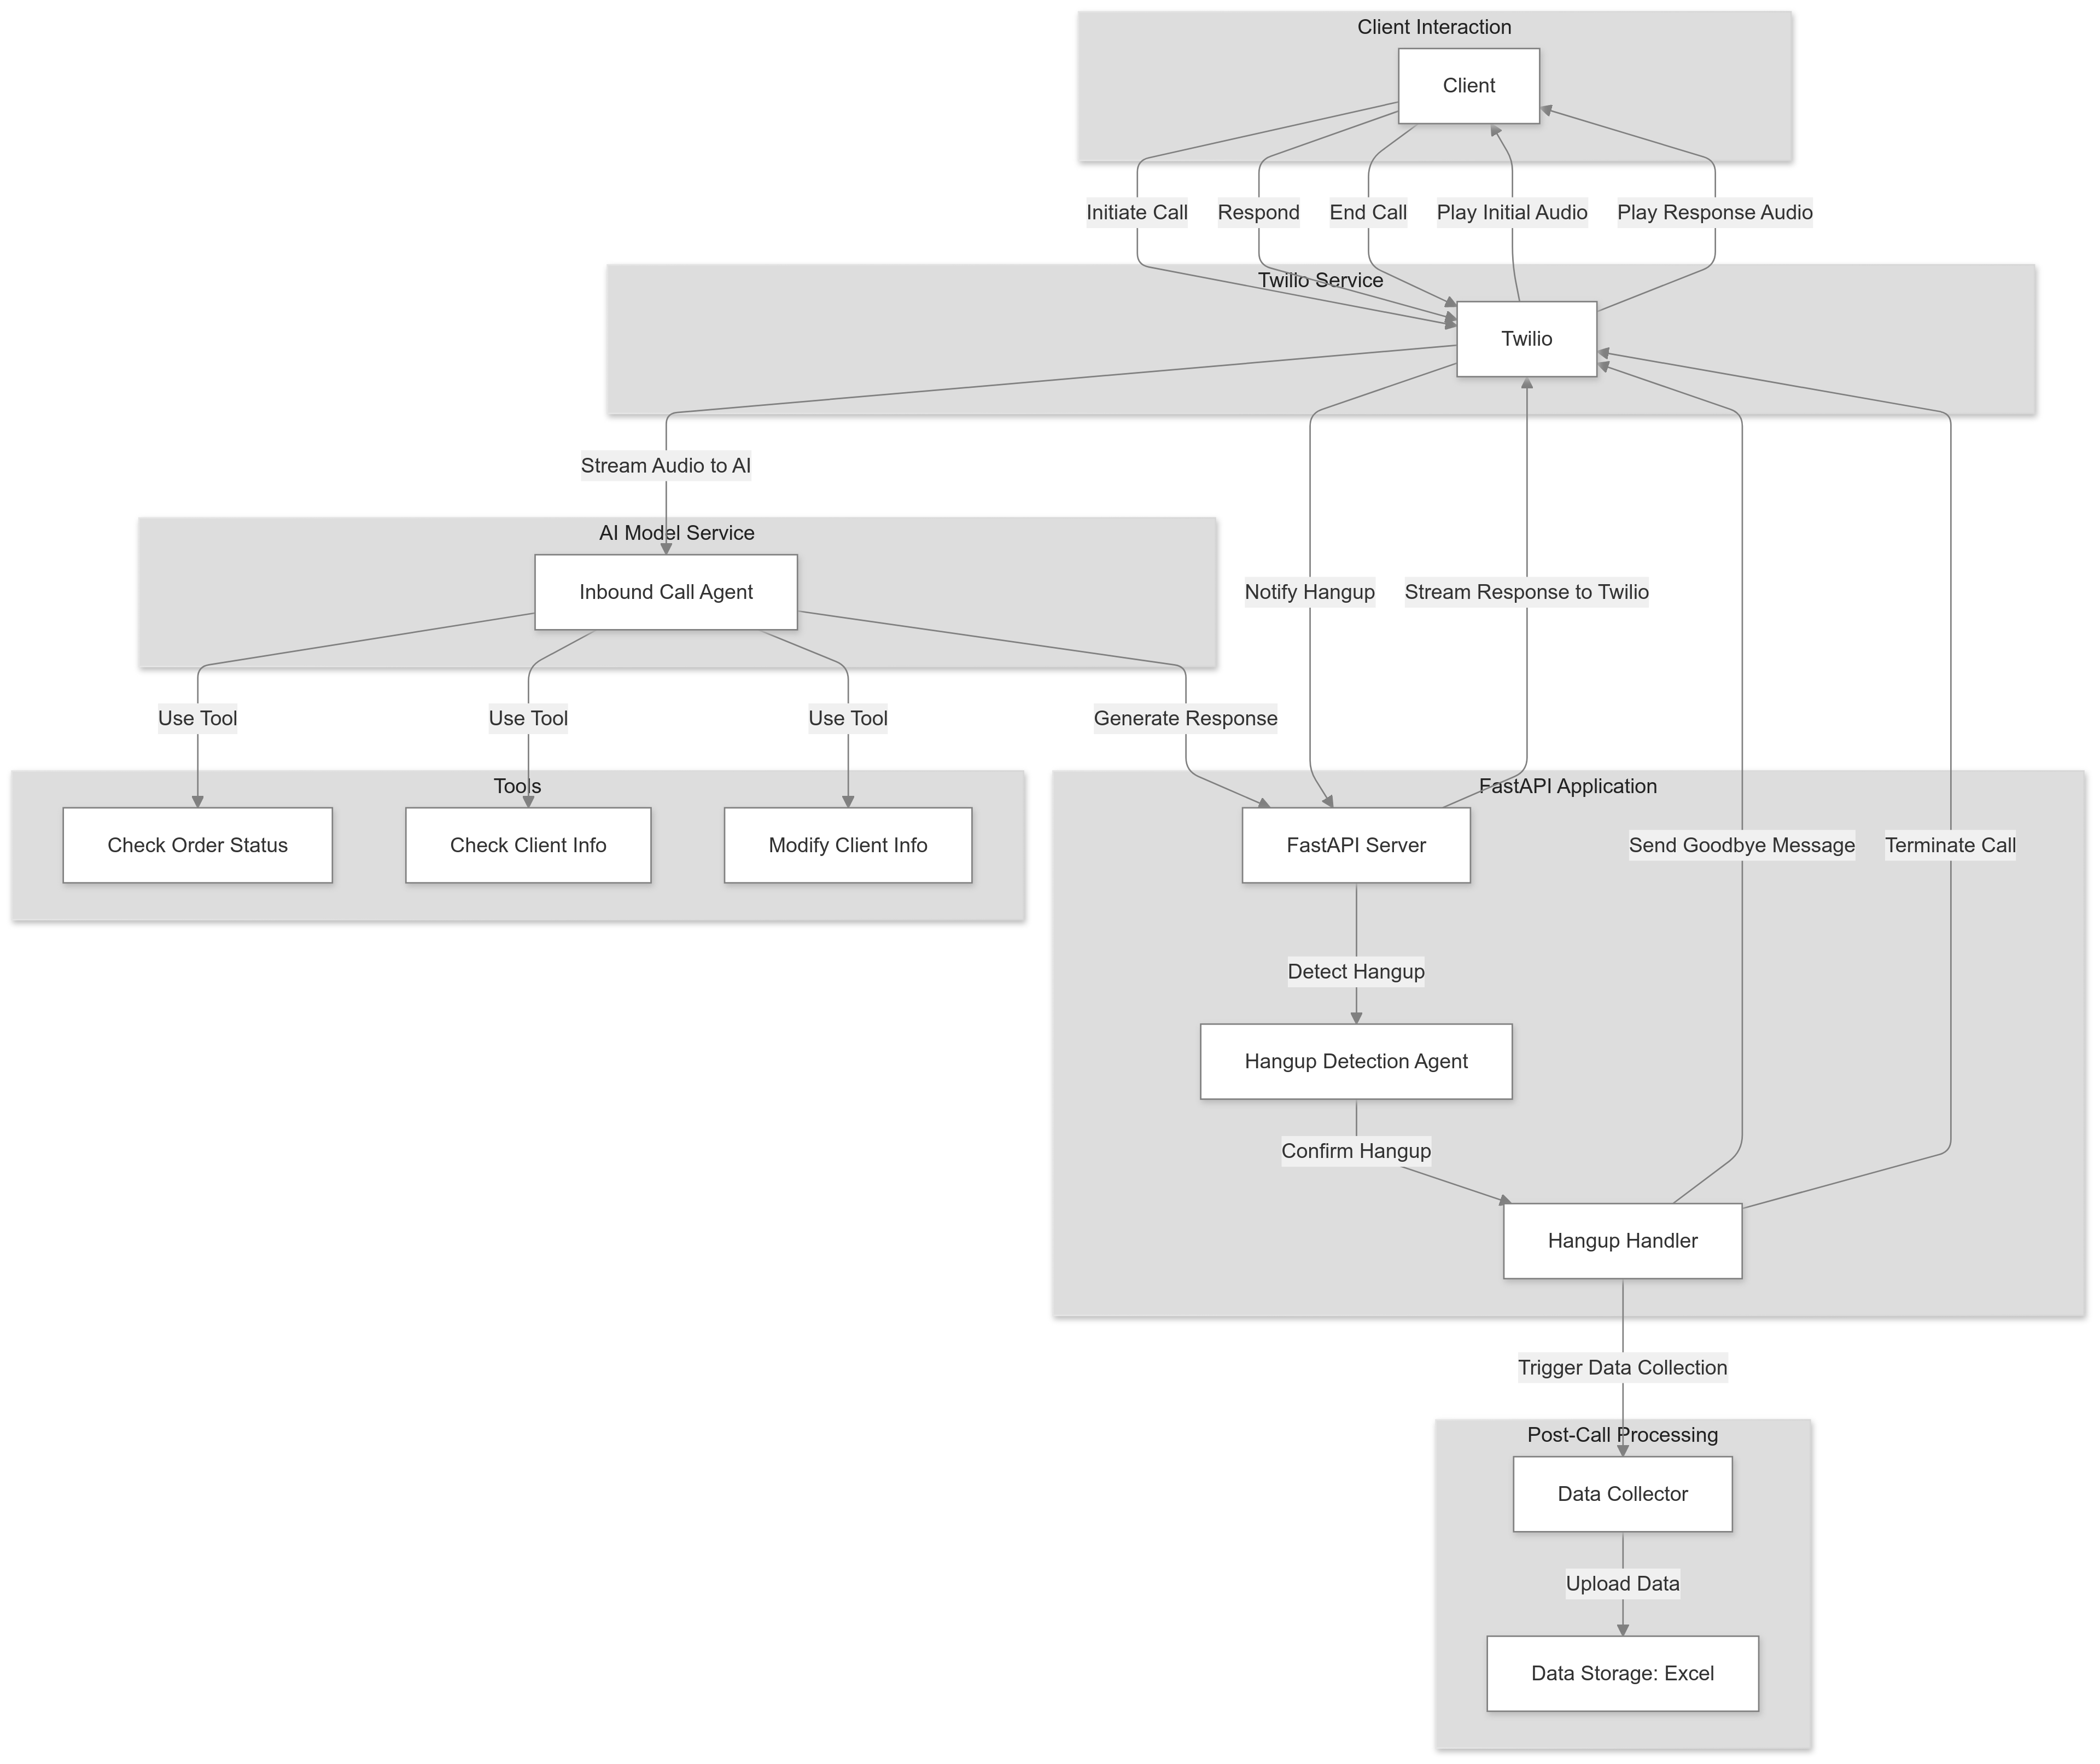 Client Interaction
Client
Initiate Call
Respond
End Call
Play Initial Audio
Play Response Audio
Twilio Service
Twilio
Stream Audio to AI
AI Model Service
Inbound Call Agent
Notify Hangup
Stream Response to Twilio
Use Tool
Use Tool
Use Tool
Generate Response
Tools
Check Order Status
Check Client Info
Modify Client Info
FastAPI Application
FastAPI Server
Send Goodbye Message
Terminate Call
Detect Hangup
Hangup Detection Agent
Confirm Hangup
Hangup Handler
Trigger Data Collection
Post-Call Processing
Data Collector
Upload Data
Data Storage: Excel